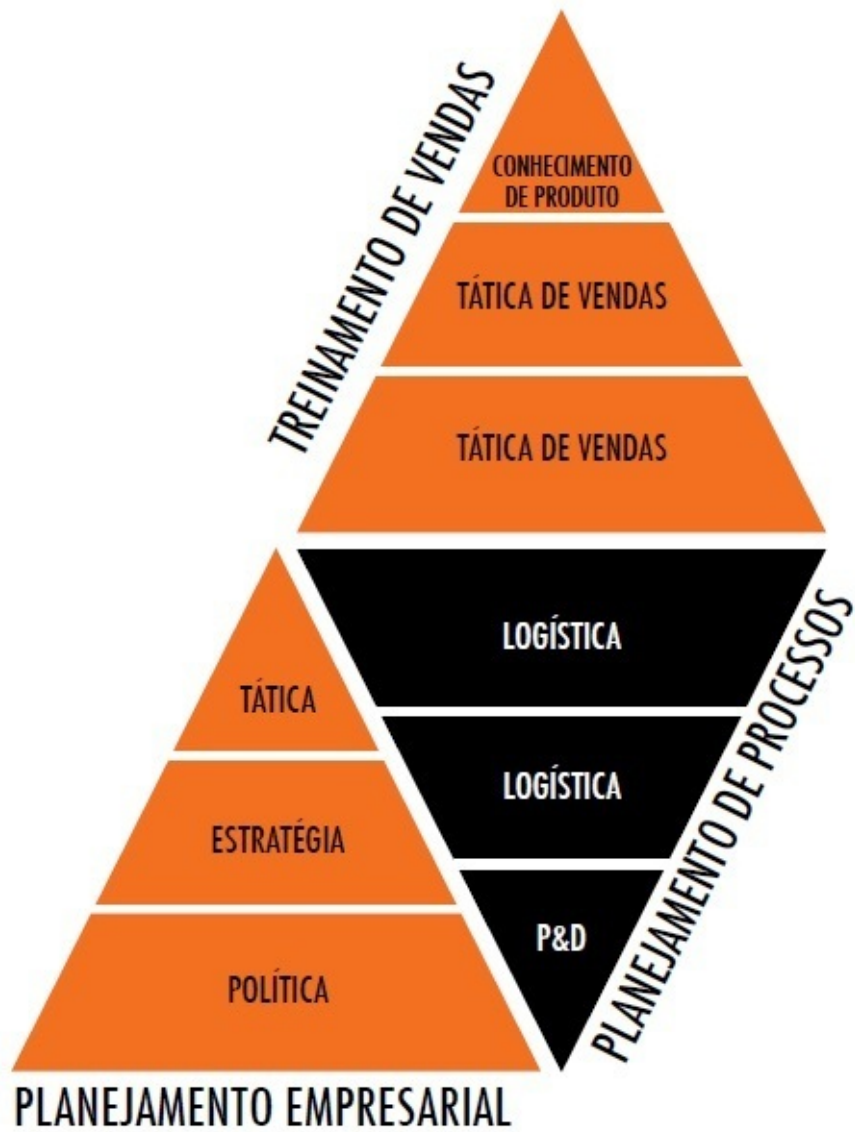 TREINAMENTO DE VENDAS
CONHECIMENTO
DE PRODUTO
TÁTICA DE VENDAS
TÁTICA DE VENDAS
TÁTICA
ESTRATÉGIA
POLÍTICA
PLANEJAMENTO EMPRESARIAL
LOGÍSTICA
LOGÍSTICA
P&D
PLANEJAMENTO DE PROCESSOS